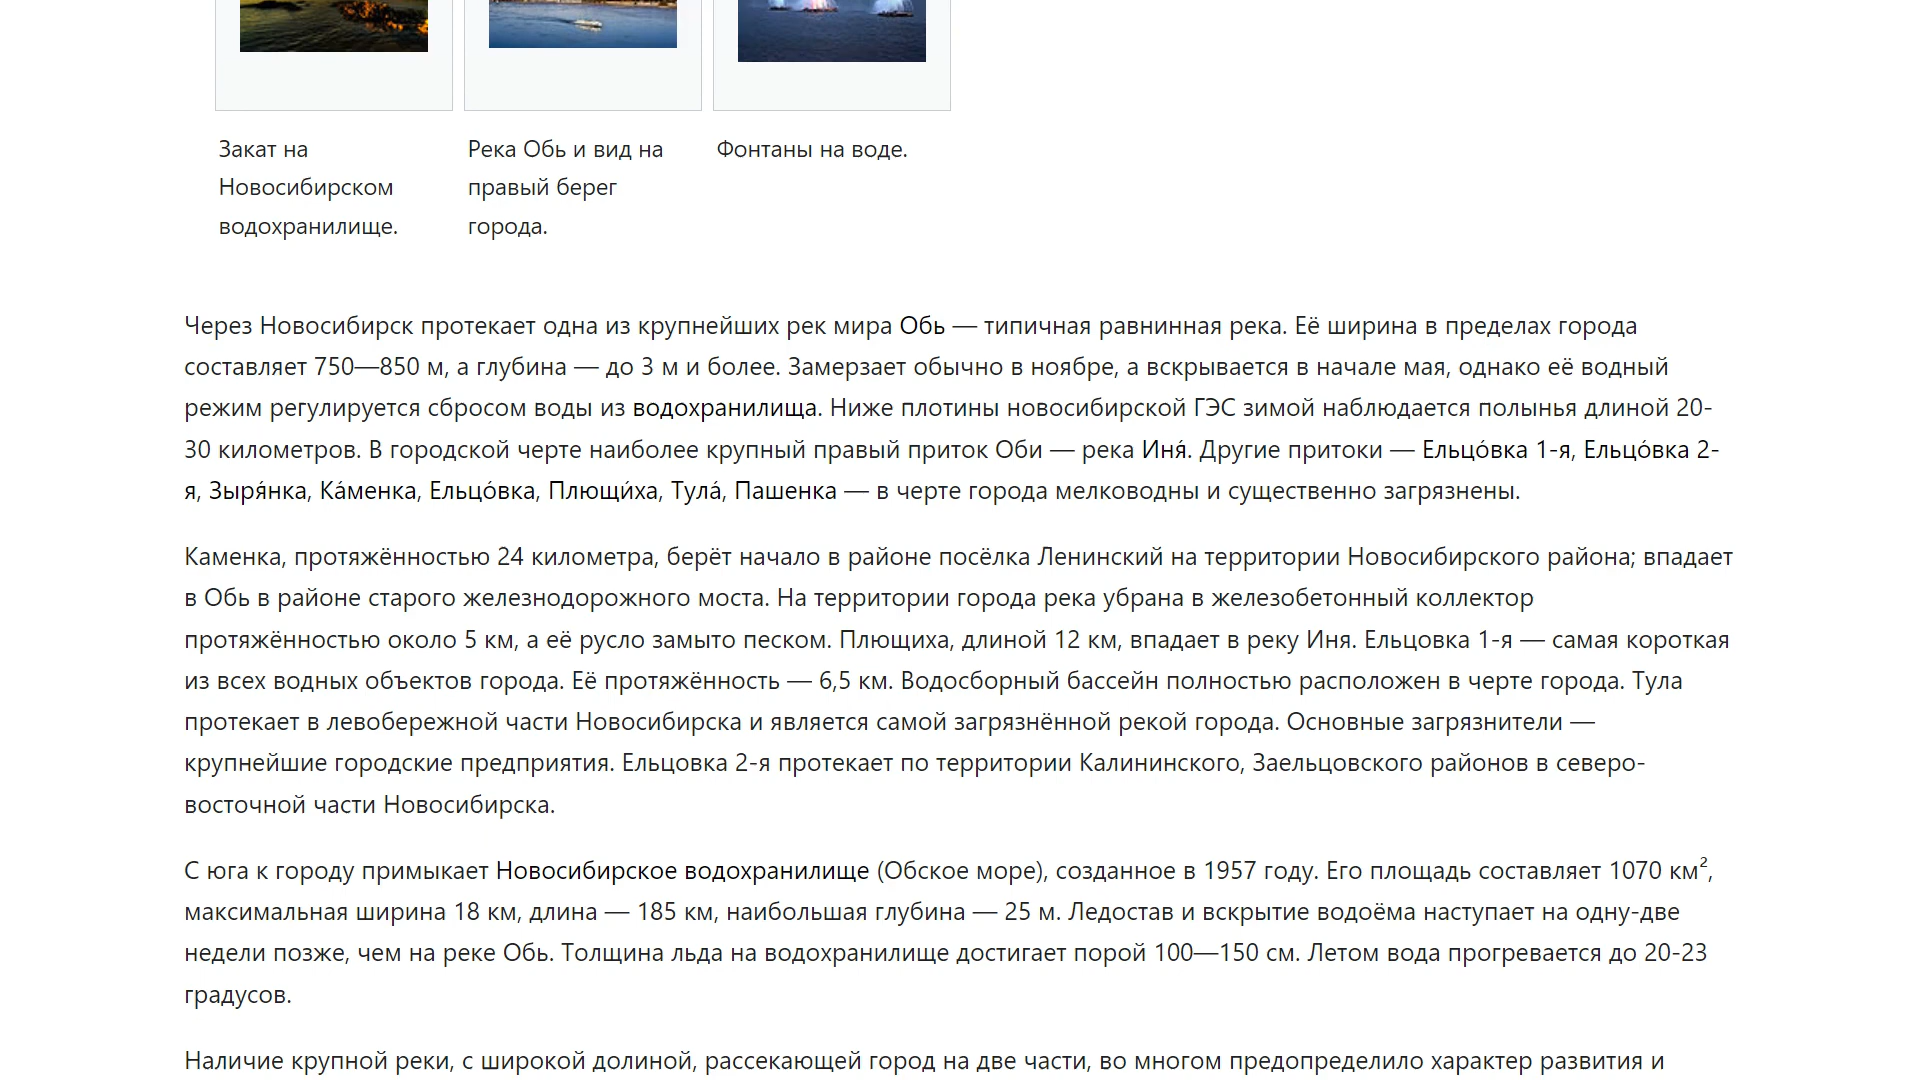 Закат на
Новосибирском
водохранилище.
Река Обь и вид на
правый берег
города.
Фонтаны на воде.
Через Новосибирск протекает одна из крупнейших рек мира Обь — типичная равнинная река. Её ширина в пределах города
составляет 750—850 м, а глубина — до 3 м и более. Замерзает обычно в ноябре, а вскрывается в начале мая, однако её водный
режим регулируется сбросом воды из водохранилища. Ниже плотины новосибирской ГЭС зимой наблюдается полынья длиной 20-
30 километров. В городской черте наиболее крупный правый приток Оби — река Иня́. Другие притоки — Ельцо́вка 1-я, Ельцо́вка 2-
я, Зыря́нка, Ка́менка, Ельцо́вка, Плющи́ха, Тула́, Пашенка — в черте города мелководны и существенно загрязнены.
Каменка, протяжённостью 24 километра, берёт начало в районе посёлка Ленинский на территории Новосибирского района; впадает
в Обь в районе старого железнодорожного моста. На территории города река убрана в железобетонный коллектор
протяжённостью около 5 км, а её русло замыто песком. Плющиха, длиной 12 км, впадает в реку Иня. Ельцовка 1-я — самая короткая
из всех водных объектов города. Её протяжённость — 6,5 км. Водосборный бассейн полностью расположен в черте города. Тула
протекает в левобережной части Новосибирска и является самой загрязнённой рекой города. Основные загрязнители —
крупнейшие городские предприятия. Ельцовка 2-я протекает по территории Калининского, Заельцовского районов в северо-
восточной части Новосибирска.
С юга к городу примыкает Новосибирское водохранилище (Обское море), созданное в 1957 году. Его площадь составляет 1070 км²,
максимальная ширина 18 км, длина — 185 км, наибольшая глубина — 25 м. Ледостав и вскрытие водоёма наступает на одну-две
недели позже, чем на реке Обь. Толщина льда на водохранилище достигает порой 100—150 см. Летом вода прогревается до 20-23
градусов.
Наличие крупной реки, с широкой долиной, рассекающей город на две части, во многом предопределило характер развития и